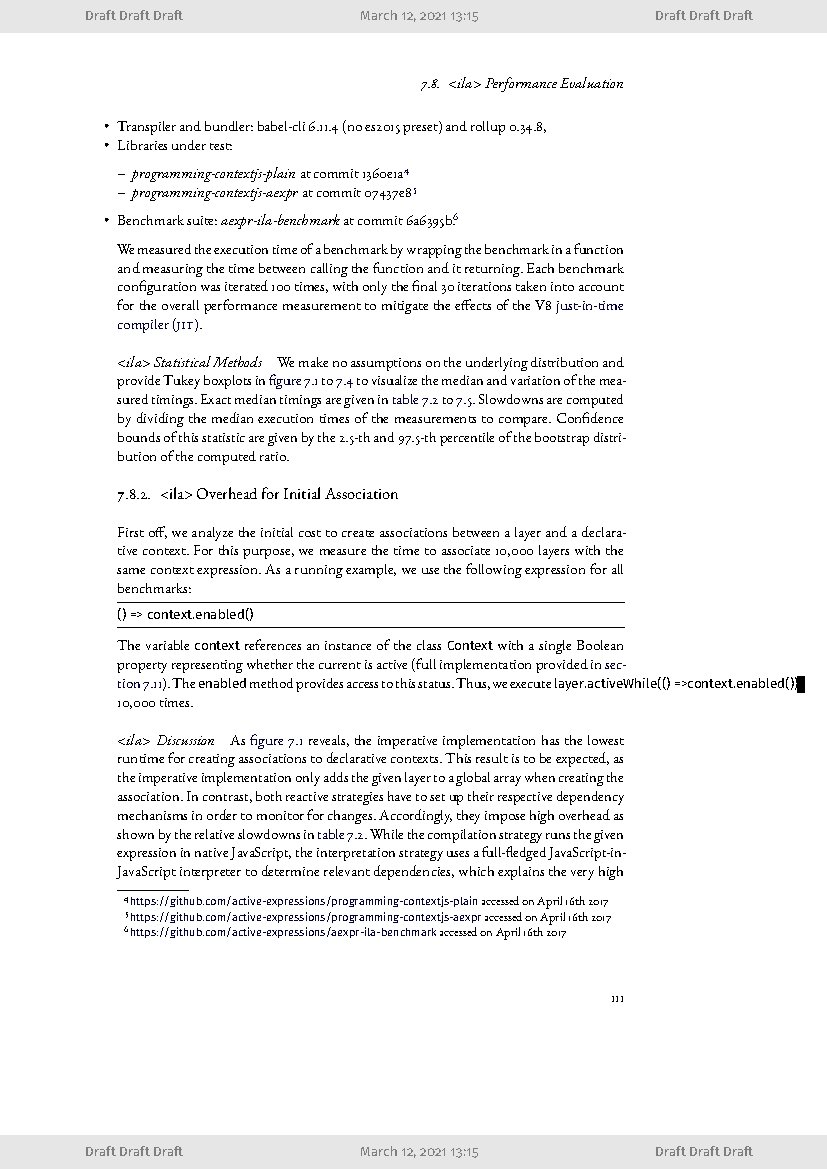 Draft Draft Draft March 12, 2021 13:15 Draft Draft Draft
7.8. <ila> Performance Evaluation
• Transpiler and bundler: babel-cli 6.11.4 (no es2015 preset) and rollup 0.34.8,
• Libraries under test:
– programming-contextjs-plain at commit 1360e1a4
– programming-contextjs-aexpr at commit 07437e85
• Benchmark suite: aexpr-ila-benchmark at commit 6a6395b.6
We measured the execution time of a benchmark by wrapping the benchmark in a function
and measuring the time between calling the function and it returning. Each benchmark
configuration was iterated 100 times, with only the final 30 iterations taken into account
for the overall performance measurement to mitigate the effects of the V8 just-in-time
compiler (JIT).
<ila> Statistical Methods We make no assumptions on the underlying distribution and
provide Tukey boxplots in figure 7.1 to 7.4 to visualize the median and variation of the mea-
sured timings. Exact median timings are given in table 7.2 to 7.5. Slowdowns are computed
by dividing the median execution times of the measurements to compare. Confidence
bounds of this statistic are given by the 2.5-th and 97.5-th percentile of the bootstrap distri-
bution of the computed ratio.
7.8.2. <ila> Overhead for Initial Association
First off, we analyze the initial cost to create associations between a layer and a declara-
tive context. For this purpose, we measure the time to associate 10,000 layers with the
same context expression. As a running example, we use the following expression for all
benchmarks:
() => context.enabled()
The variable context references an instance of the class Context with a single Boolean
property representing whether the current is active (full implementation provided in sec-
tion 7.11). The enabled method provides access to this status. Thus, we execute layer.activeWhile(() =>context.enabled())
10,000 times.
<ila> Discussion As figure 7.1 reveals, the imperative implementation has the lowest
runtime for creating associations to declarative contexts. This result is to be expected, as
the imperative implementation only adds the given layer to a global array when creating the
association. In contrast, both reactive strategies have to set up their respective dependency
mechanisms in order to monitor for changes. Accordingly, they impose high overhead as
shown by the relative slowdowns in table 7.2. While the compilation strategy runs the given
expression in native JavaScript, the interpretation strategy uses a full-fledged JavaScript-in-
JavaScript interpreter to determine relevant dependencies, which explains the very high
4https://github.com/active-expressions/programming-contextjs-plain accessed on April 16th 2017
5https://github.com/active-expressions/programming-contextjs-aexpr accessed on April 16th 2017
6https://github.com/active-expressions/aexpr-ila-benchmark accessed on April 16th 2017
111
Draft Draft Draft March 12, 2021 13:15 Draft Draft Draft